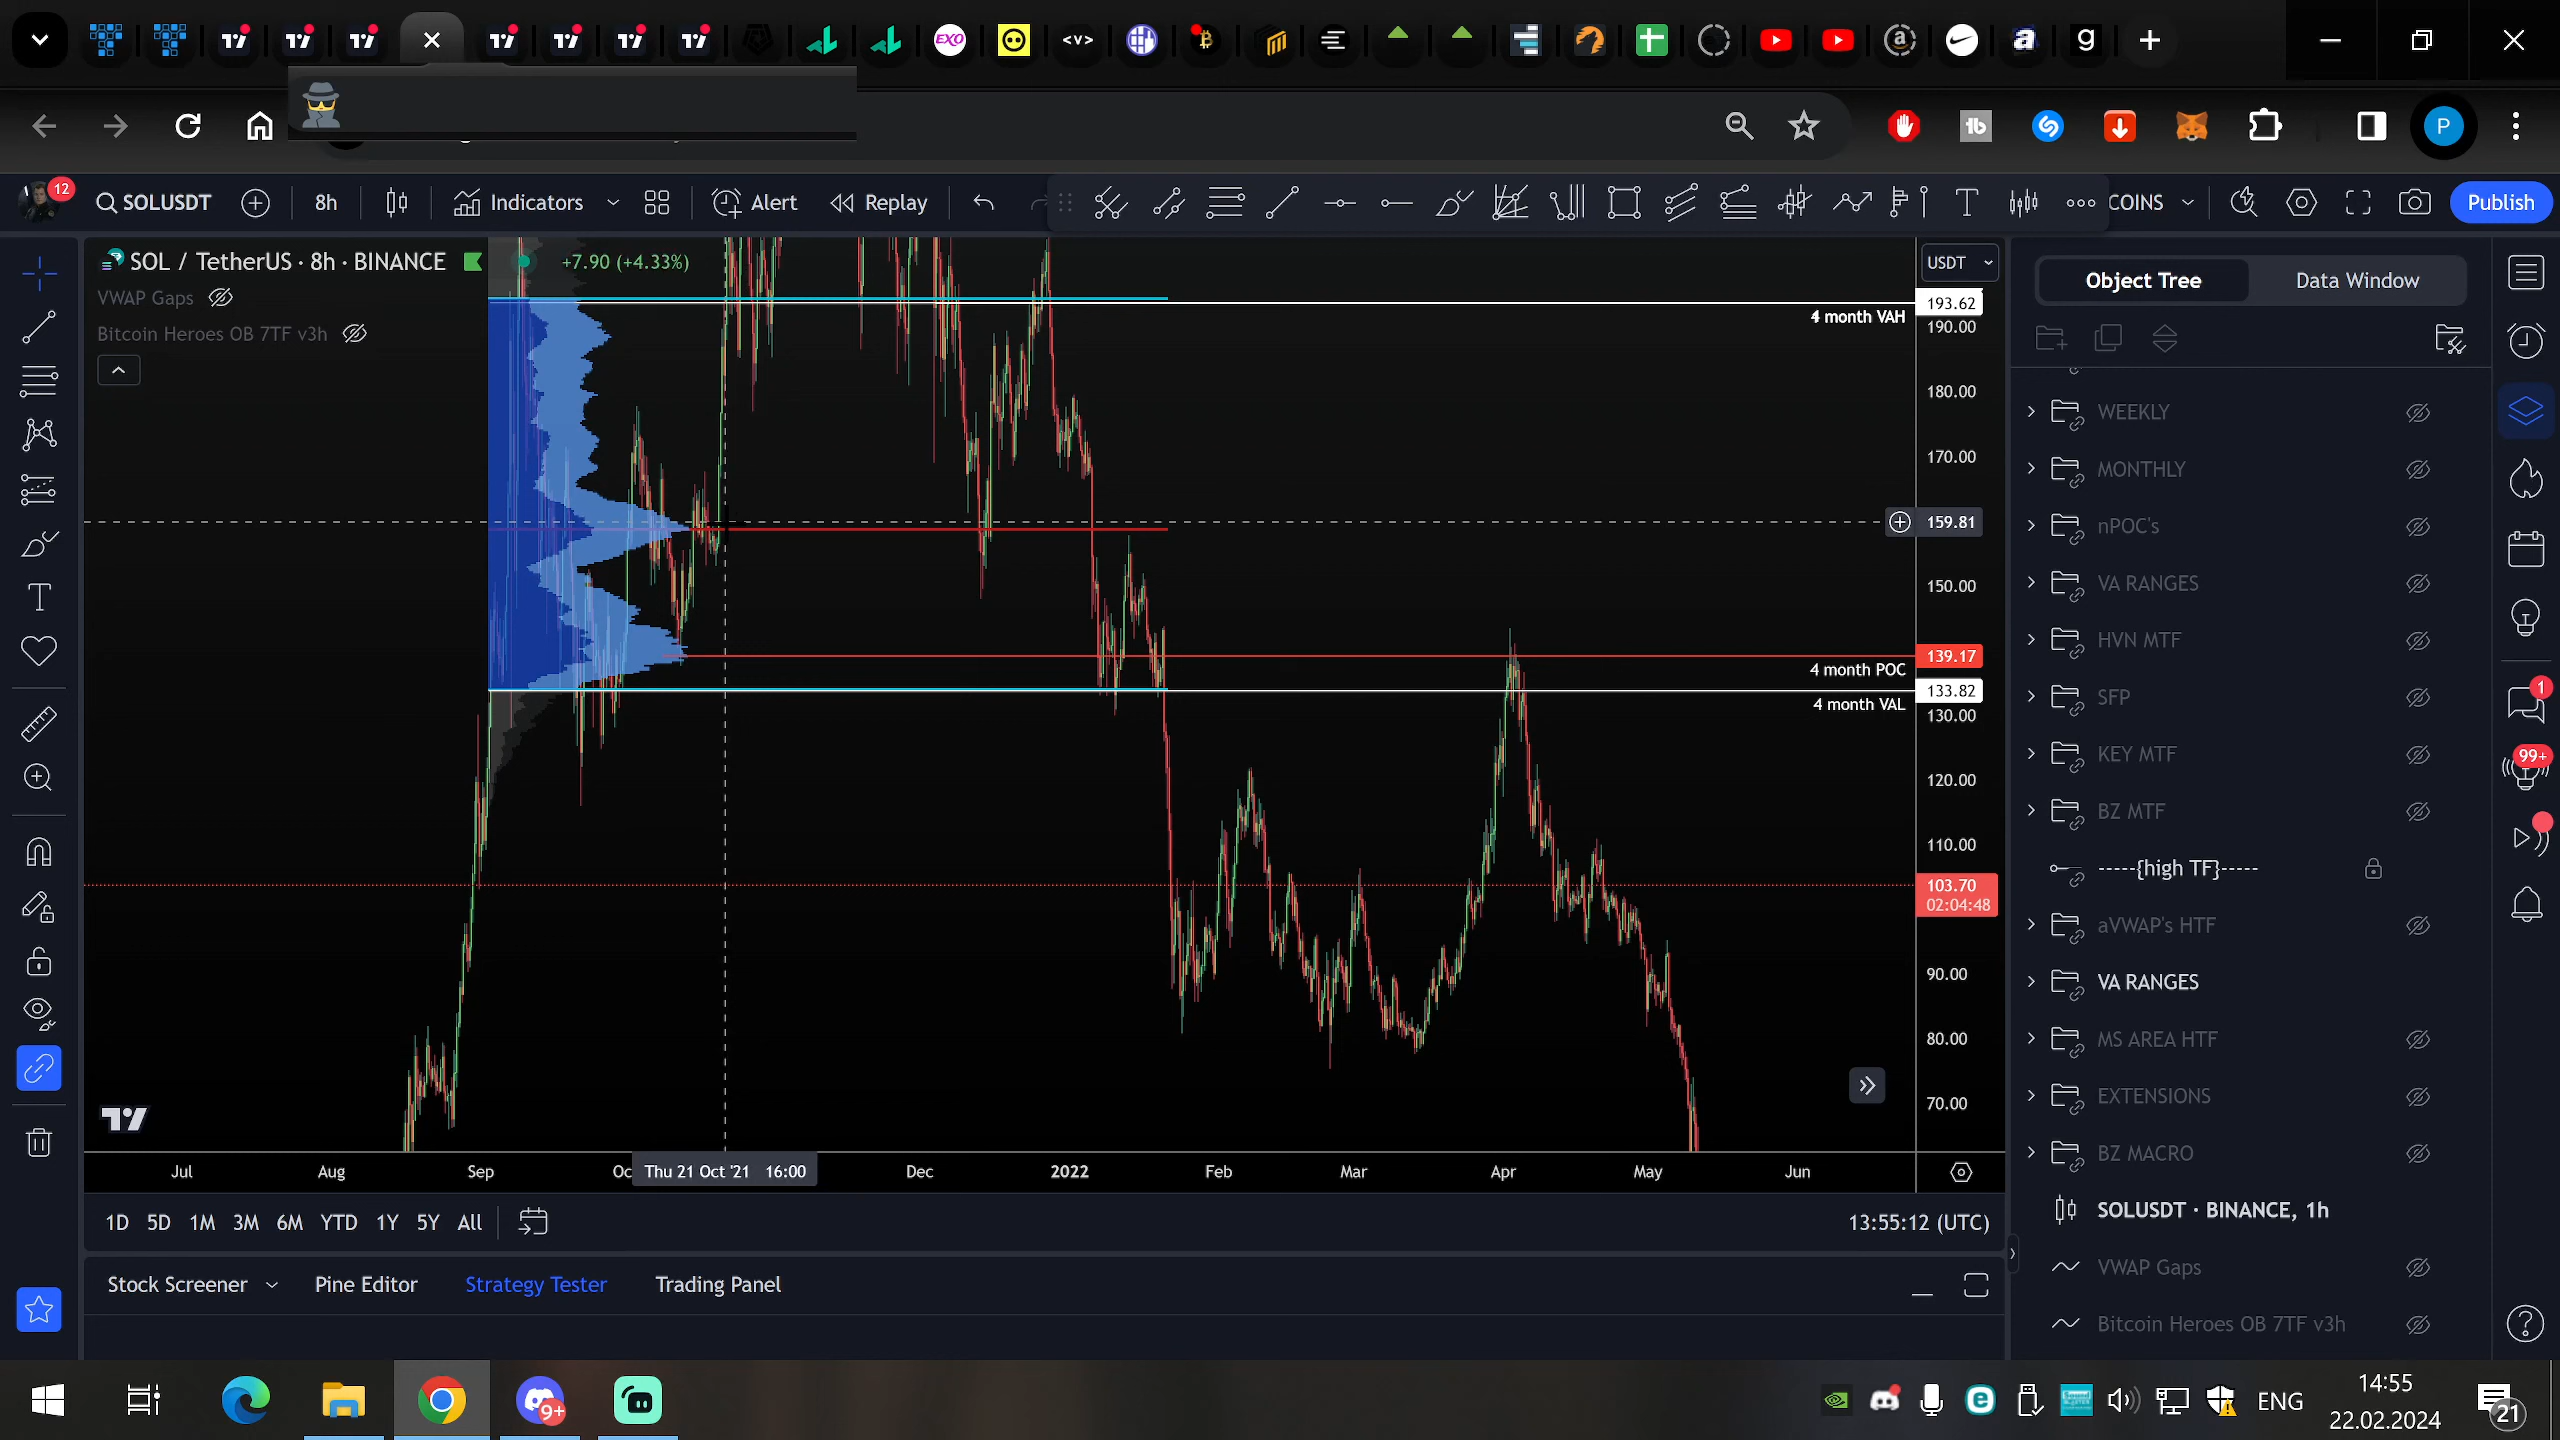 EXO
<v>
a
g
tb
P
12
SOLUSDT
8h
Indicators
Alert
Replay
COINS
Publish
SOL / TetherUS · 8h · BINANCE
+7.90 (+4.33%)
VWAP Gaps
Bitcoin Heroes OB 7TF v3h
USDT
193.62
4 month VAH
190.00
180.00
170.00
159.81
150.00
139.17
4 month POC
133.82
4 month VAL
130.00
120.00
110.00
103.70
02:04:48
90.00
80.00
70.00
Jul
Aug
Sep
Oc
Thu 21 Oct '21 16:00
Dec
2022
Feb
Mar
Apr
May
Jun
1D
5D
1M
3M
6M
YTD
1Y
5Y
All
13:55:12 (UTC)
Stock Screener
Pine Editor
Strategy Tester
Trading Panel
Object Tree
Data Window
WEEKLY
MONTHLY
nPOC's
VA RANGES
HVN MTF
SFP
KEY MTF
BZ MTF
-----{high TF}-----
aVWAP's HTF
VA RANGES
MS AREA HTF
EXTENSIONS
BZ MACRO
SOLUSDT · BINANCE, 1h
VWAP Gaps
Bitcoin Heroes OB 7TF v3h
1
99+
9+
ENG
14:55
22.02.2024
21